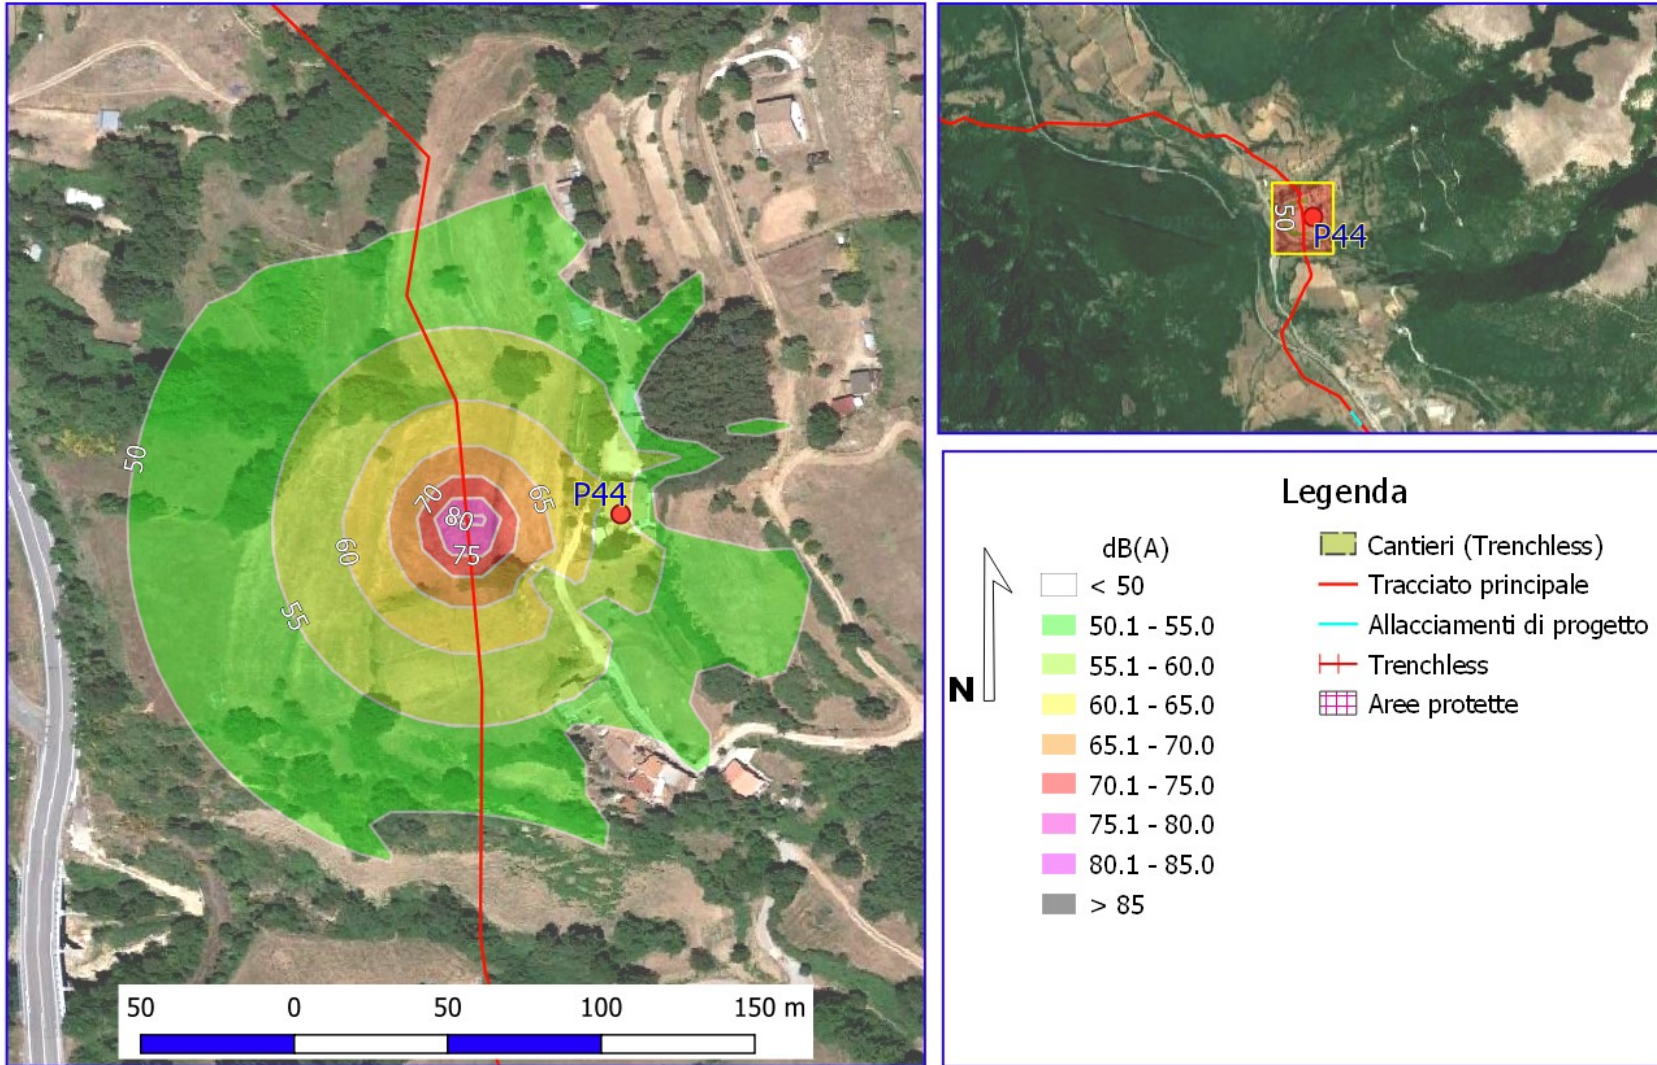 50
55
60
65
70
75
80
P44
50 0 50 100 150 m
50
P44
Legenda
N
dB(A)
< 50
50.1 - 55.0
55.1 - 60.0
60.1 - 65.0
65.1 - 70.0
70.1 - 75.0
75.1 - 80.0
80.1 - 85.0
> 85
Cantieri (Trenchless)
Tracciato principale
Allacciamenti di progetto
Trenchless
Aree protette